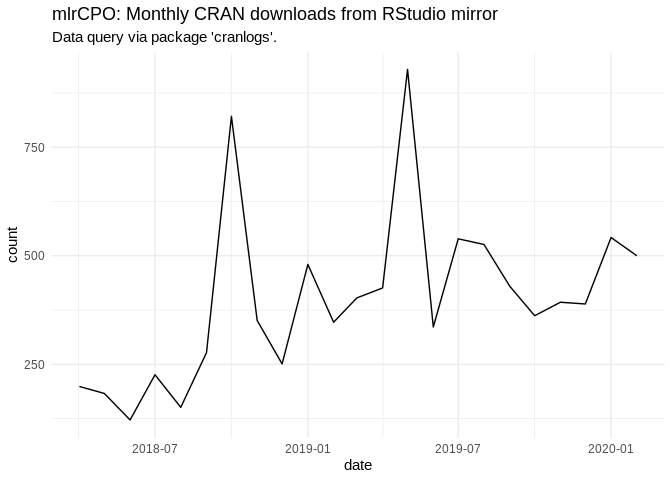 mlrCPO: Monthly CRAN downloads from RStudio mirror
Data query via package 'cranlogs'.
750
500
250
count
2018-07
2019-01
2019-07
2020-01
date